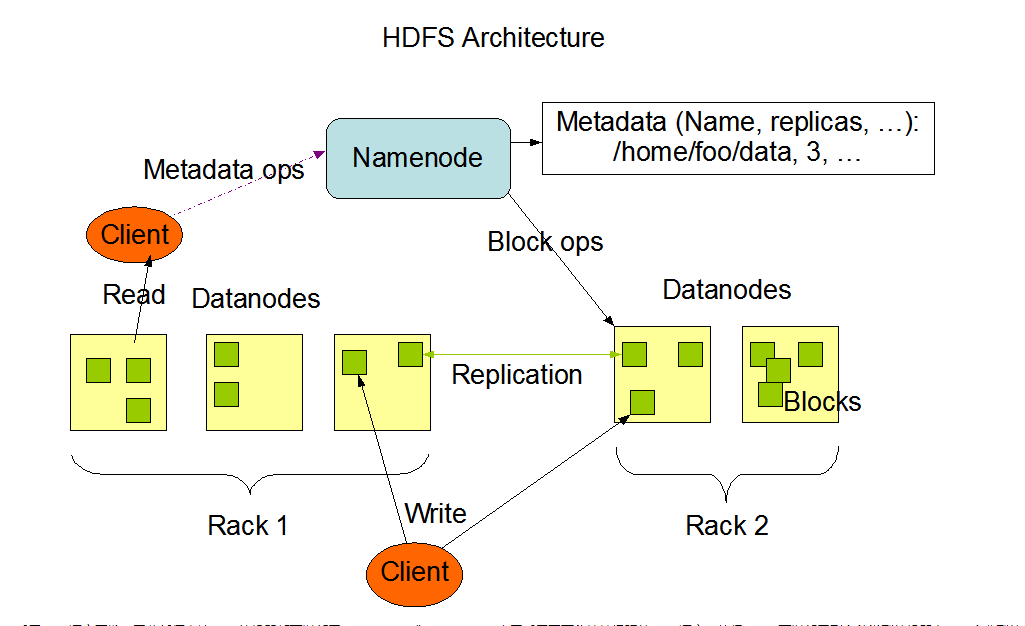 HDFS Architecture
Metadata (Name, replicas, …):
/home/foo/data, 3, …
Namenode
Metadata ops
Client
Block ops
Read
Datanodes
Datanodes
Replication
Blocks
Write
Rack 1
Rack 2
Client